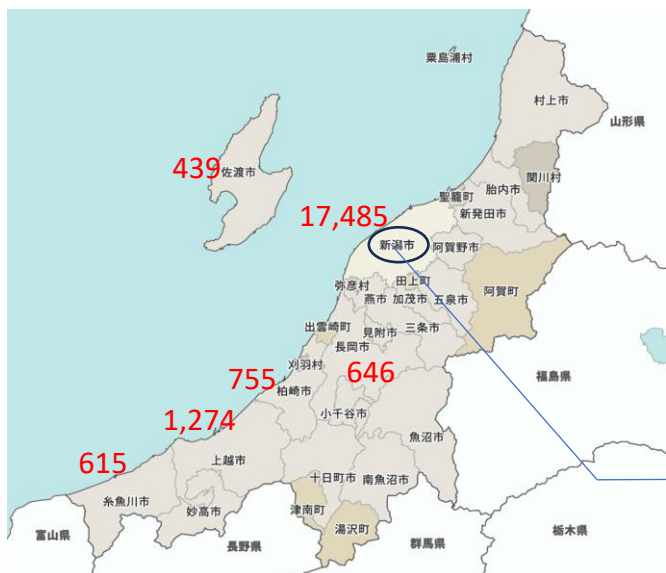 粟島浦村
村上市
山形県
関川村
439
佐渡市
胎内市
聖籠町
17,485
新発田市
新潟市
阿賀野市
弥彦村
田上町
阿賀町
燕市
加茂市
五泉市
出雲崎町
見附市
三条市
長岡市
刈羽村
646
755
柏崎市
福島県
1,274
小千谷市
魚沼市
615
上越市
十日町市
南魚沼市
糸魚川市
妙高市
津南町
湯沢町
富山県
長野県
群馬県
栃木県